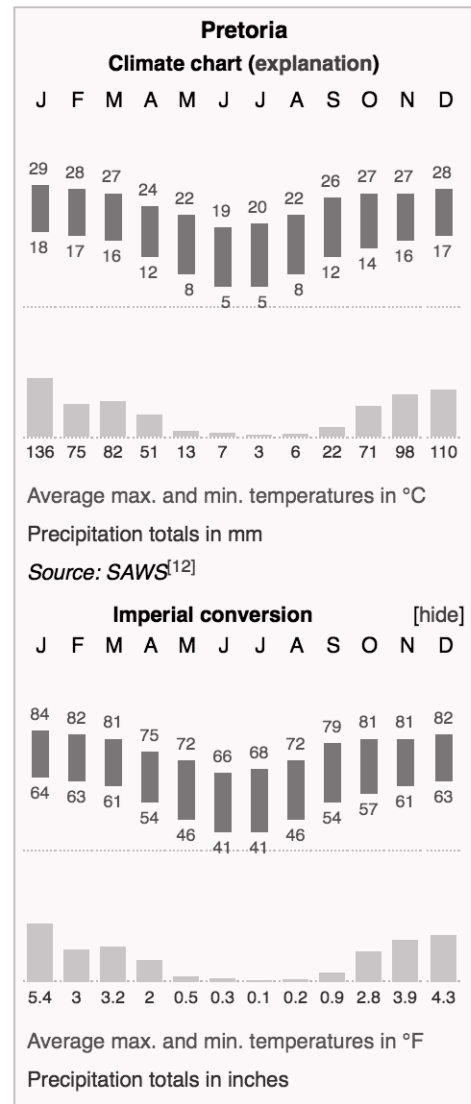 Pretoria
Climate chart (explanation)
J F M A M J J A S O N D
29 28 27 24 22 19 20 22 26 27 27 28
18 17 16 12 8 5 5 8 12 14 16 17
136 75 82 51 13 7 3 6 22 71 98 110
Average max. and min. temperatures in °C
Precipitation totals in mm
Source: SAWS[12]
Imperial conversion [hide]
J F M A M J J A S O N D
84 82 81 75 72 66 68 72 79 81 81 82
64 63 61 54 46 41 41 46 54 57 61 63
5.4 3 3.2 2 0.5 0.3 0.1 0.2 0.9 2.8 3.9 4.3
Average max. and min. temperatures in °F
Precipitation totals in inches